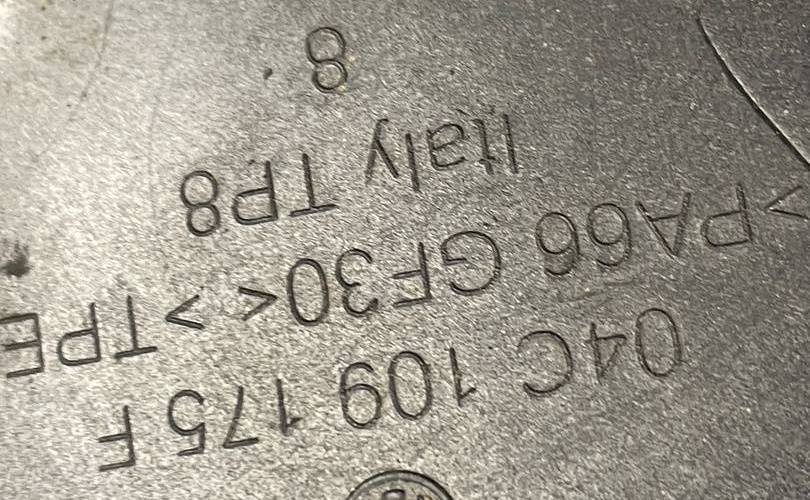 04C 109 175 F
>PA66 GF30< >TPE
Italy TP8
8